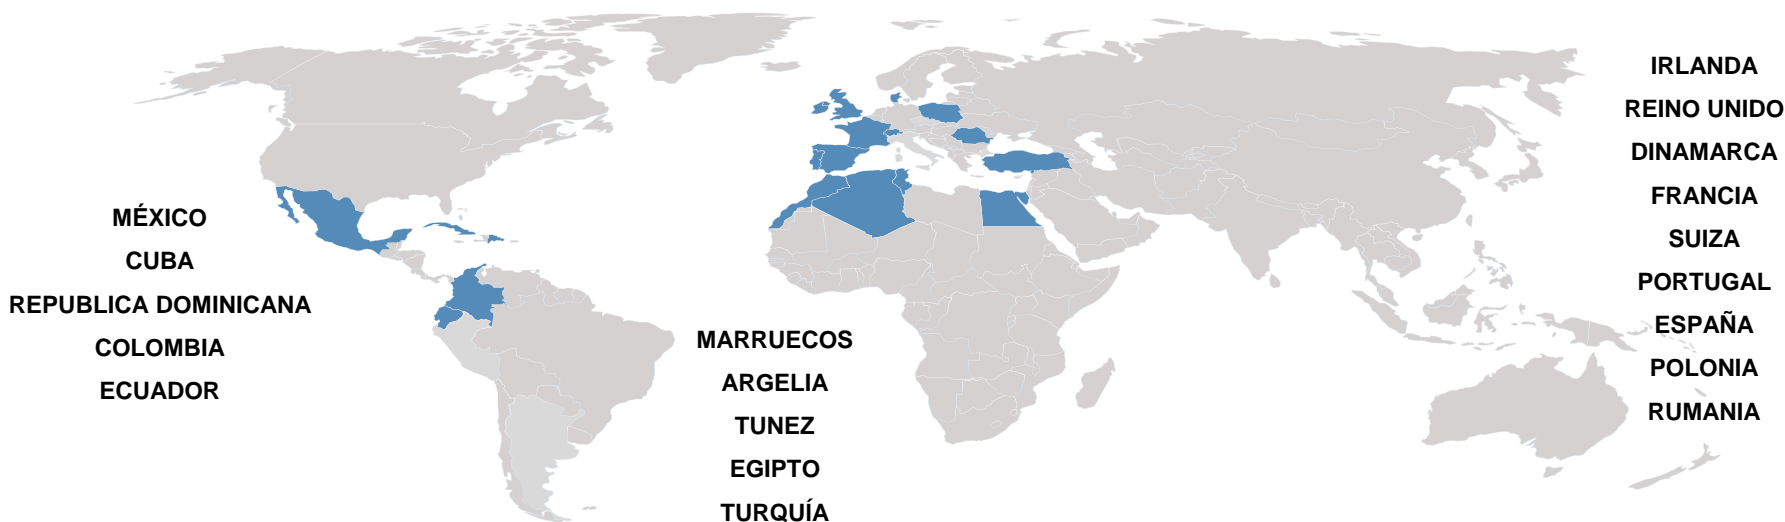 MÉXICO
CUBA
REPUBLICA DOMINICANA
COLOMBIA
ECUADOR
MARRUECOS
ARGELIA
TUNEZ
EGIPTO
TURQUÍA
IRLANDA
REINO UNIDO
DINAMARCA
FRANCIA
SUIZA
PORTUGAL
ESPAÑA
POLONIA
RUMANIA